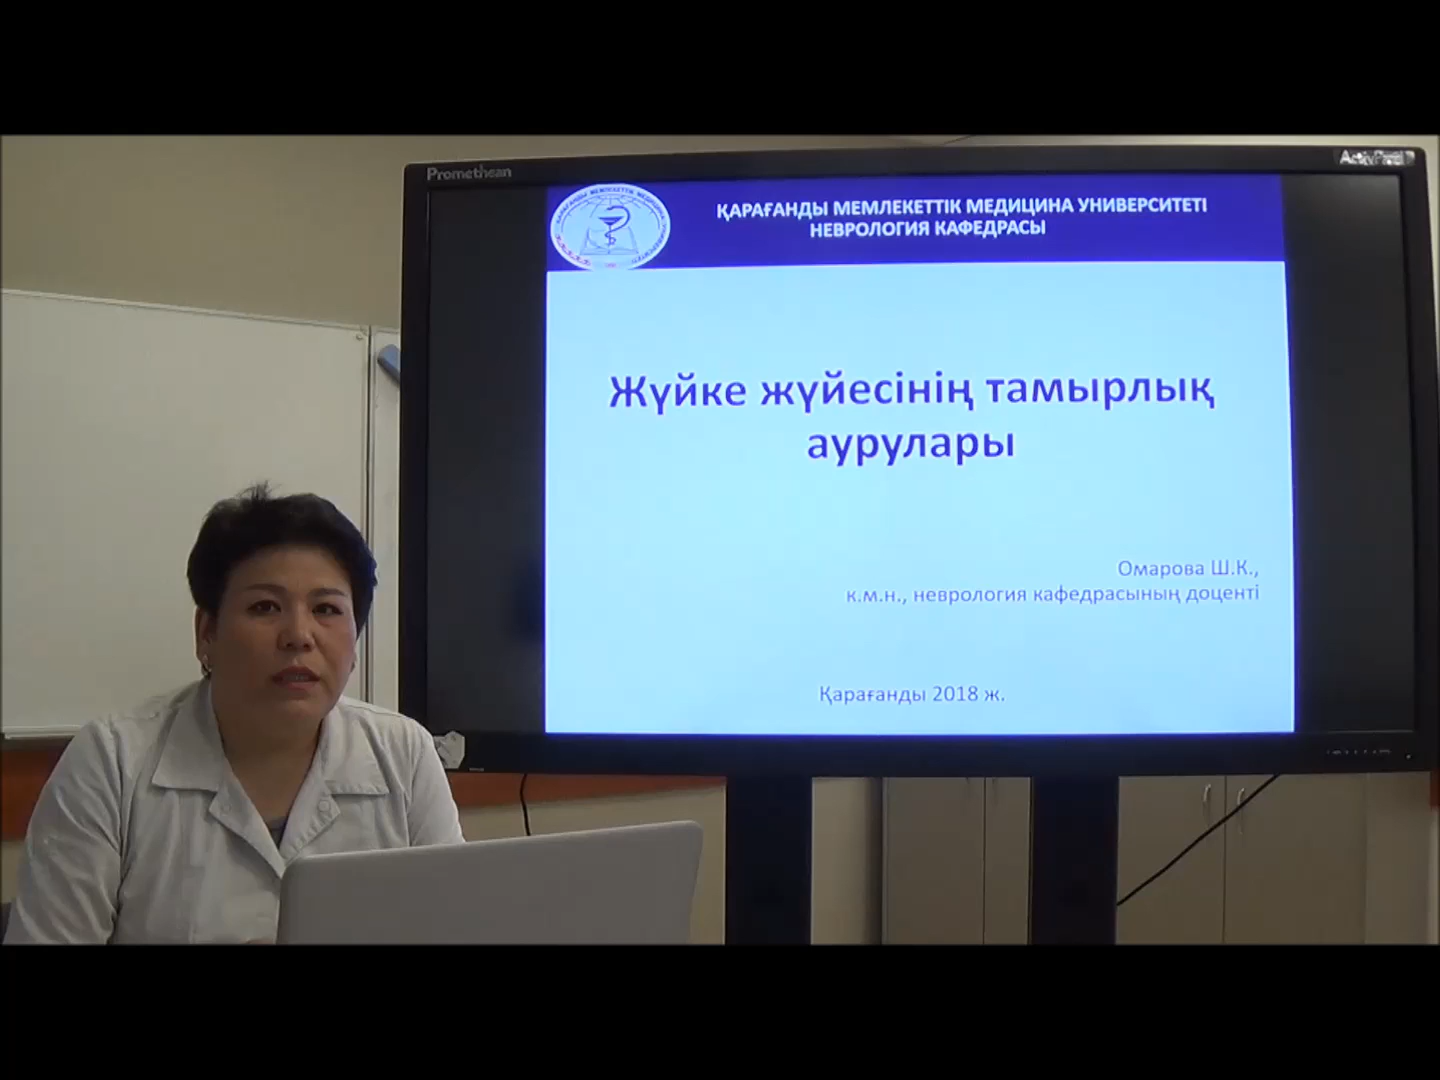 Promethean
ҚАРАҒАНДЫ МЕМЛЕКЕТТІК МЕДИЦИНА УНИВЕРСИТЕТІ
НЕВРОЛОГИЯ КАФЕДРАСЫ
Жүйке жүйесінің тамырлық
аурулары
Омарова Ш.К.,
к.м.н., неврология кафедрасының доценті
Қарағанды 2018 ж.